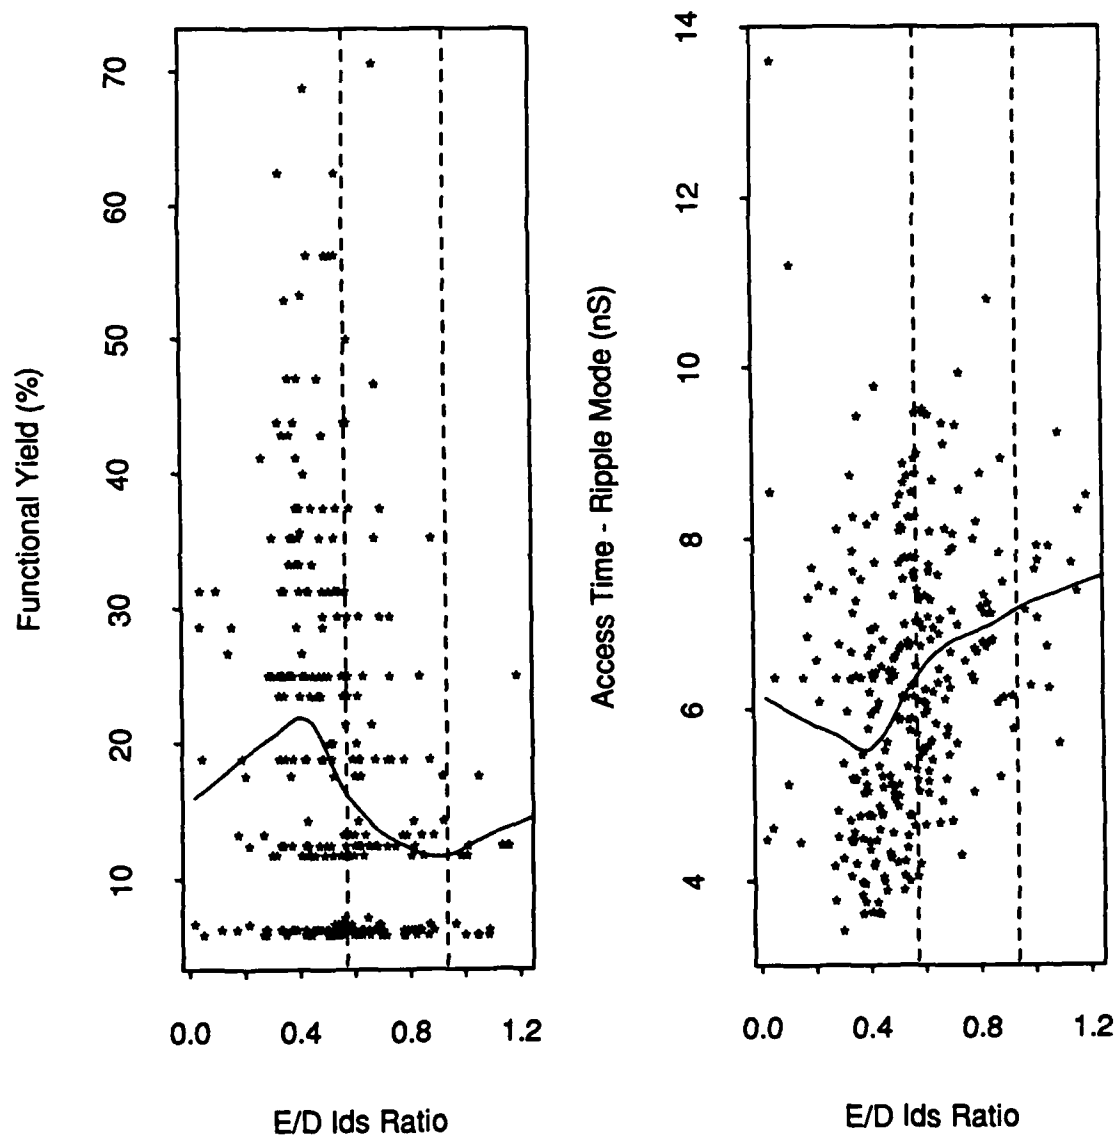 Functional Yield (%)
70
60
50
40
30
20
10
0.0 0.4 0.8 1.2
E/D Ids Ratio
Access Time - Ripple Mode (nS)
14
12
10
8
6
4
0.0 0.4 0.8 1.2
E/D Ids Ratio